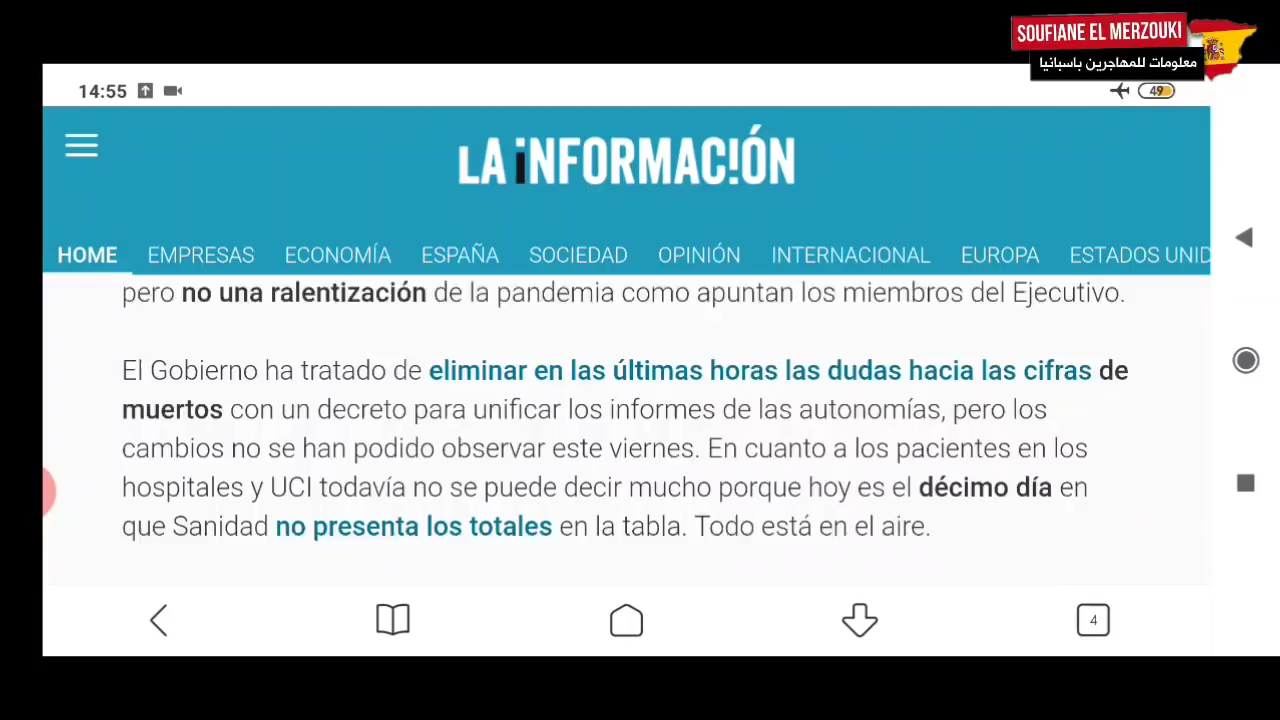 SOUFIANE EL MERZOUKI
معلومات للمهاجرين باسبانيا
14:55
49
LA iNFORMAC!ÓN
HOME EMPRESAS ECONOMÍA ESPAÑA SOCIEDAD OPINIÓN INTERNACIONAL EUROPA ESTADOS UNID
pero no una ralentización de la pandemia como apuntan los miembros del Ejecutivo.
El Gobierno ha tratado de eliminar en las últimas horas las dudas hacia las cifras de
muertos con un decreto para unificar los informes de las autonomías, pero los
cambios no se han podido observar este viernes. En cuanto a los pacientes en los
hospitales y UCI todavía no se puede decir mucho porque hoy es el décimo día en
que Sanidad no presenta los totales en la tabla. Todo está en el aire.
4